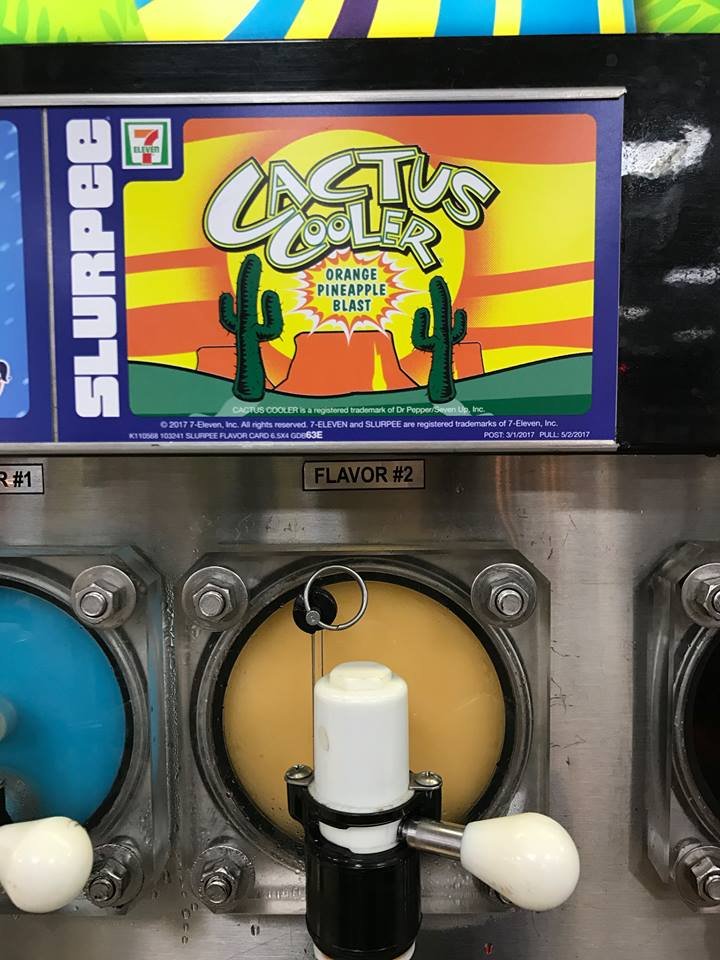 SLURPEE
7
ELEVEN
CACTUS
COOLER
ORANGE
PINEAPPLE
BLAST
CACTUS COOLER is a registered trademark of Dr Pepper/Seven Up, Inc.
© 2017 7-Eleven, Inc. All rights reserved. 7-ELEVEN and SLURPEE are registered trademarks of 7-Eleven, Inc.
K110568 103241 SLURPEE FLAVOR CARD 6.5X4 GDB63E
POST: 3/1/2017 PULL: 5/2/2017
R #1
FLAVOR #2